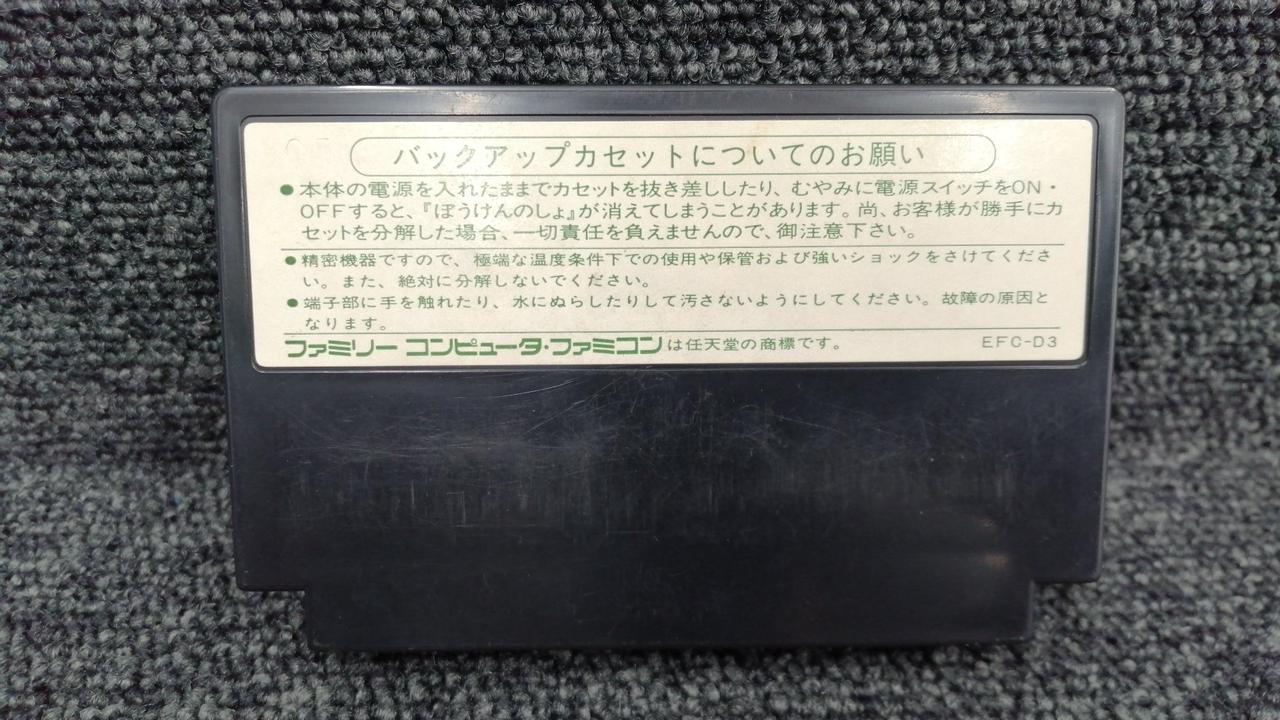 バックアップカセットについてのお願い
●本体の電源を入れたままでカセットを抜き差ししたり、むやみに電源スイッチをON・
OFFすると、『ぼうけんのしょ』が消えてしまうことがあります。尚、お客様が勝手にカ
セットを分解した場合、一切責任を負えませんので、御注意下さい。
●精密機器ですので、極端な温度条件下での使用や保管および強いショックをさけてくださ
い。また、絶対に分解しないでください。
●端子部に手を触れたり、水にぬらしたりして汚さないようにしてください。故障の原因と
なります。
ファミリー コンピュータ・ファミコンは任天堂の商標です。 EFC-D3